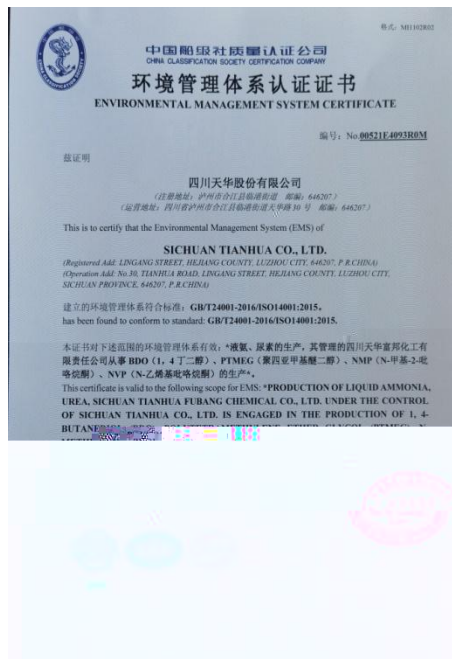 格式：MI1102R02
中国船级社质量认证公司
CHINA CLASSIFICATION SOCIETY CERTIFICATION COMPANY
环境管理体系认证证书
ENVIRONMENTAL MANAGEMENT SYSTEM CERTIFICATE
编号：No.00521E4093R0M
兹证明
四川天华股份有限公司
（注册地址：泸州市合江县临港街道 邮编：646207）
（运营地址：四川省泸州市合江县临港街道天华路 30 号 邮编：646207）
This is to certify that the Environmental Management System (EMS) of
SICHUAN TIANHUA CO., LTD.
(Registered Add: LINGANG STREET, HEJIANG COUNTY, LUZHOU CITY, 646207, P.R.CHINA)
(Operation Add: No.30, TIANHUA ROAD, LINGANG STREET, HEJIANG COUNTY, LUZHOU CITY,
SICHUAN PROVINCE, 646207, P.R.CHINA)
建立的环境管理体系符合标准：GB/T24001-2016/ISO14001:2015。
has been found to conform to standard: GB/T24001-2016/ISO14001:2015.
本证书对下述范围的环境管理体系有效：*液氨、尿素的生产，其管理的四川天华富邦化工有
限责任公司从事 BDO（1，4 丁二醇）、PTMEG（聚四亚甲基醚二醇）、NMP（N-甲基-2-吡
咯烷酮）、NVP（N-乙烯基吡咯烷酮）的生产*。
This certificate is valid to the following scope for EMS: *PRODUCTION OF LIQUID AMMONIA,
UREA, SICHUAN TIANHUA FUBANG CHEMICAL CO., LTD. UNDER THE CONTROL
OF SICHUAN TIANHUA CO., LTD. IS ENGAGED IN THE PRODUCTION OF 1, 4-